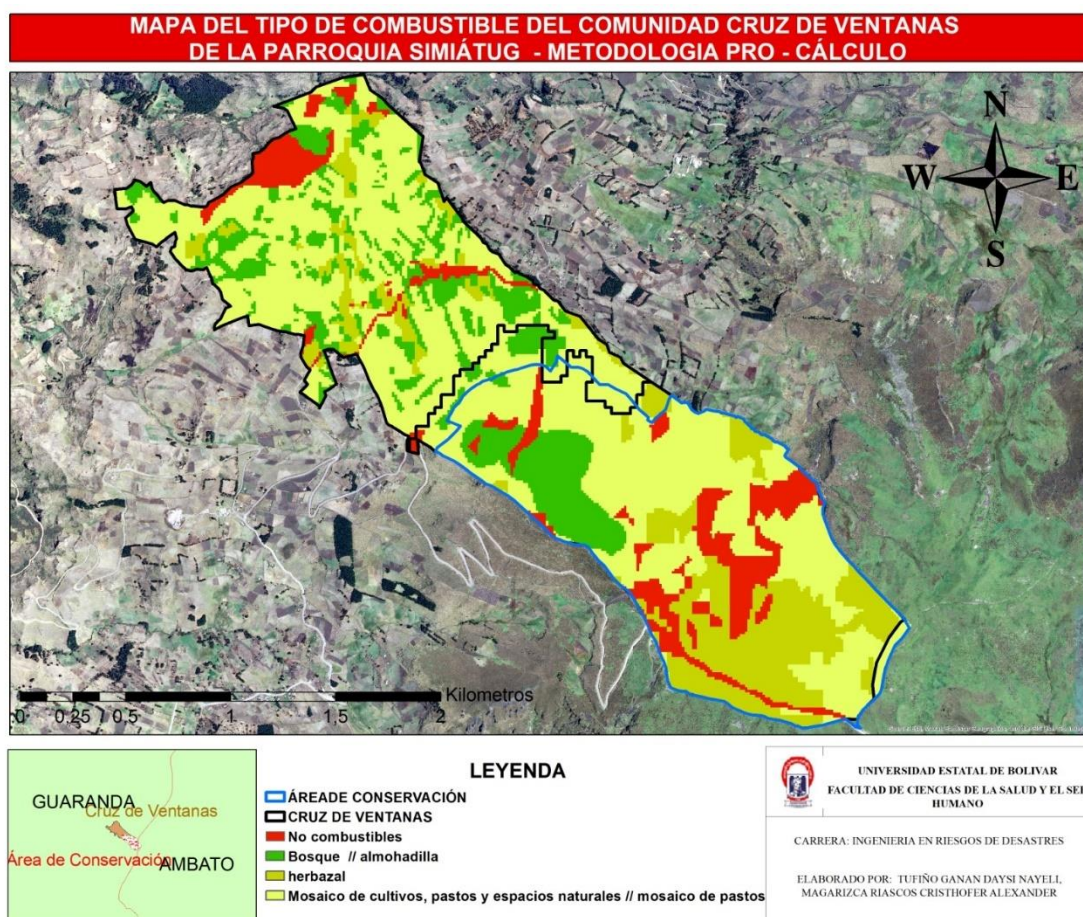 MAPA DEL TIPO DE COMBUSTIBLE DEL COMUNIDAD CRUZ DE VENTANAS
DE LA PARROQUIA SIMIÁTUG - METODOLOGIA PRO - CÁLCULO
N
W
E
S
Kilometros
0 0.25 0.5 1 1.5 2
GUARANDA
Cruz de Ventanas
Área de Conservación
AMBATO
LEYENDA
ÁREADE CONSERVACIÓN
CRUZ DE VENTANAS
No combustibles
Bosque // almohadilla
herbazal
Mosaico de cultivos, pastos y espacios naturales // mosaico de pastos
UNIVERSIDAD ESTATAL DE BOLIVAR
FACULTAD DE CIENCIAS DE LA SALUD Y EL SER
HUMANO
CARRERA: INGENIERIA EN RIESGOS DE DESASTRES
ELABORADO POR: TUFIÑO GANAN DAYSI NAYELI,
MAGARIZCA RIASCOS CRISTHOFER ALEXANDER